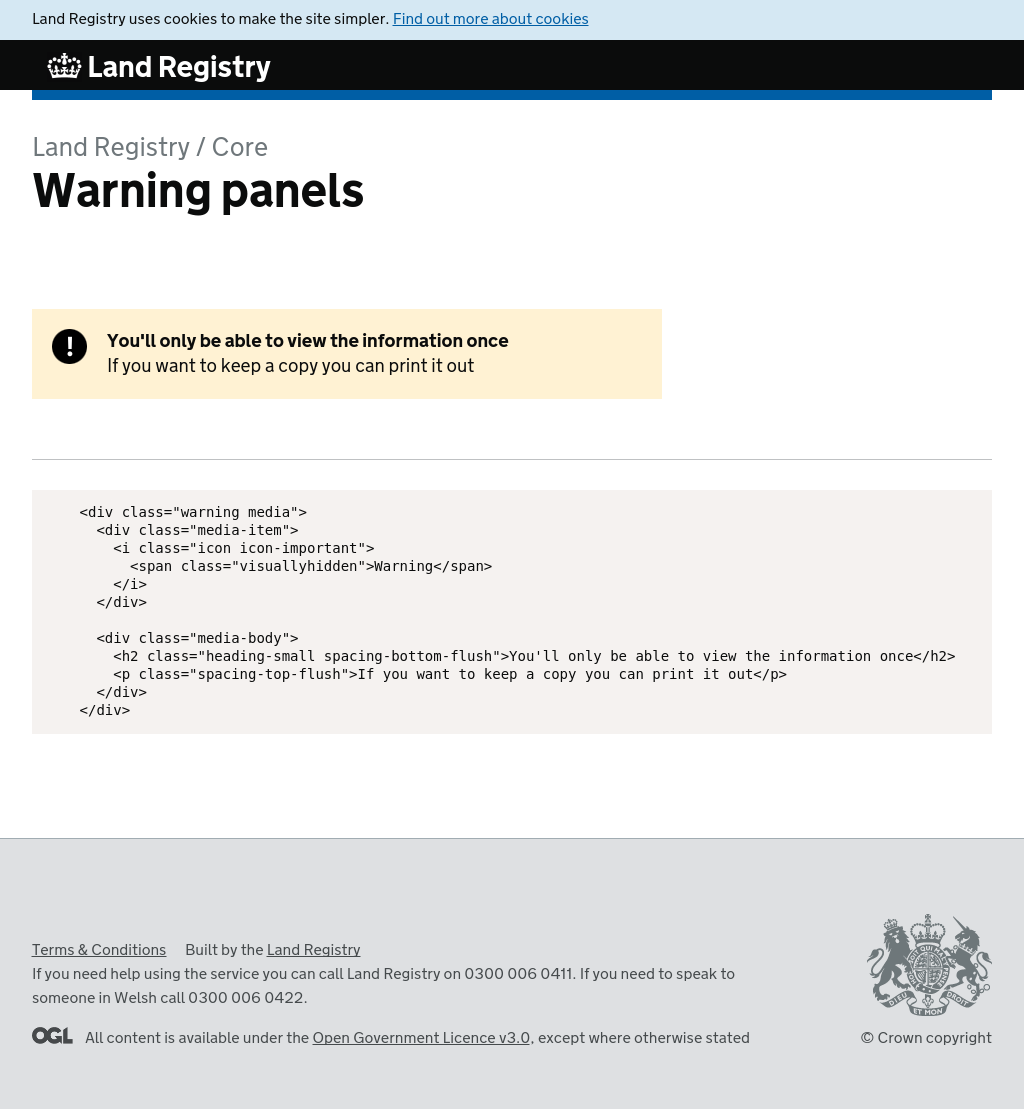 Land Registry uses cookies to make the site simpler. Find out more about cookies
Land Registry
Land Registry / Core
Warning panels
You'll only be able to view the information once
If you want to keep a copy you can print it out
<div class="warning media">
  <div class="media-item">
    <i class="icon icon-important">
      <span class="visuallyhidden">Warning</span>
    </i>
  </div>

  <div class="media-body">
    <h2 class="heading-small spacing-bottom-flush">You'll only be able to view the information once</h2>
    <p class="spacing-top-flush">If you want to keep a copy you can print it out</p>
  </div>
</div>
Terms & Conditions Built by the Land Registry
If you need help using the service you can call Land Registry on 0300 006 0411. If you need to speak to
someone in Welsh call 0300 006 0422.
OGL All content is available under the Open Government Licence v3.0, except where otherwise stated
DIEU ET MON DROIT
© Crown copyright